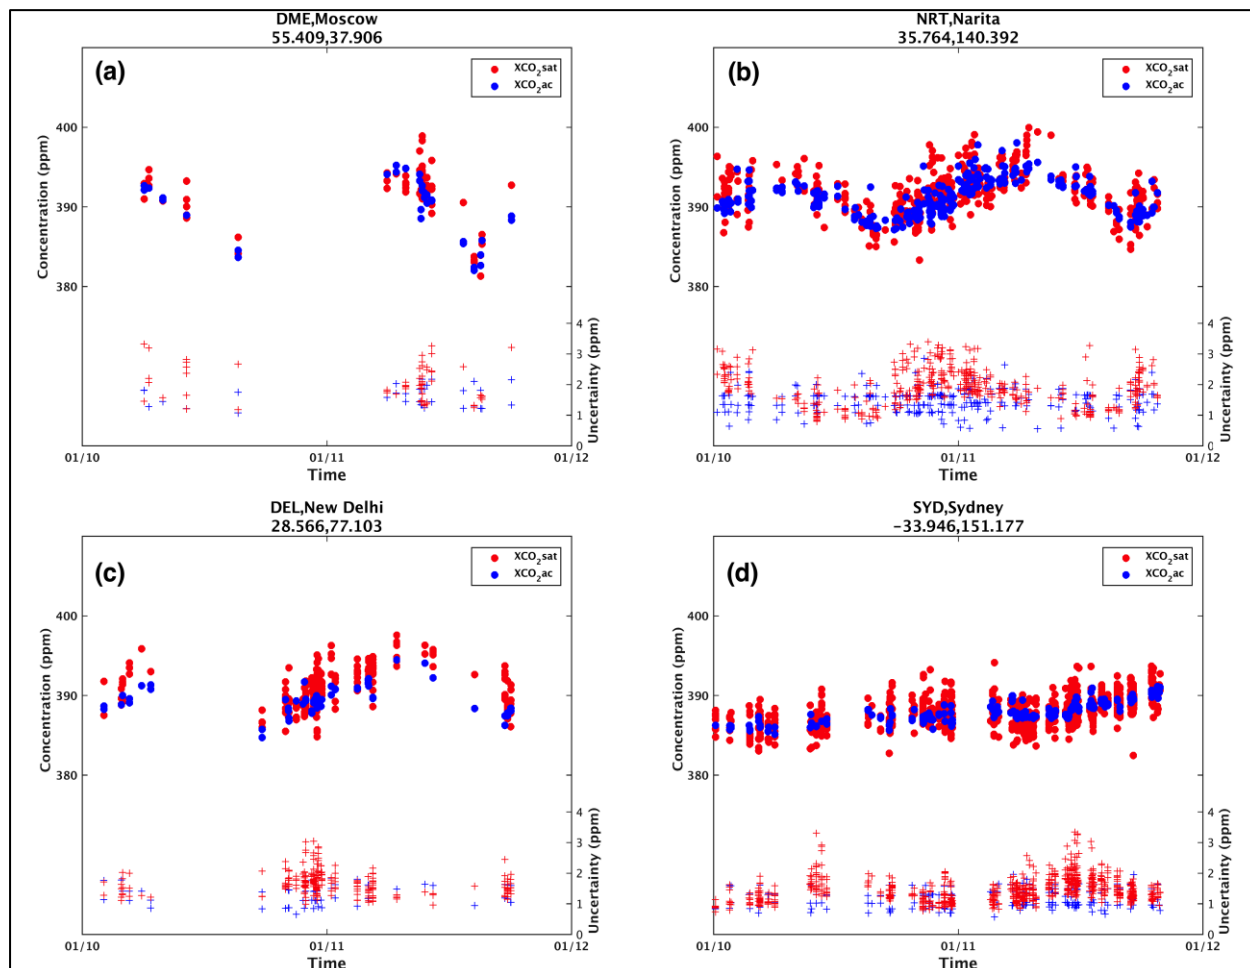 DME,Moscow
55.409,37.906
(a)
XCO2sat
XCO2ac
400
390
380
Concentration (ppm)
4
3
2
1
0
Uncertainty (ppm)
01/10
01/11
01/12
Time
NRT,Narita
35.764,140.392
(b)
XCO2sat
XCO2ac
400
390
380
Concentration (ppm)
4
3
2
1
0
Uncertainty (ppm)
01/10
01/11
01/12
Time
DEL,New Delhi
28.566,77.103
(c)
XCO2sat
XCO2ac
400
390
380
Concentration (ppm)
4
3
2
1
0
Uncertainty (ppm)
01/10
01/11
01/12
Time
SYD,Sydney
−33.946,151.177
(d)
XCO2sat
XCO2ac
400
390
380
Concentration (ppm)
4
3
2
1
0
Uncertainty (ppm)
01/10
01/11
01/12
Time